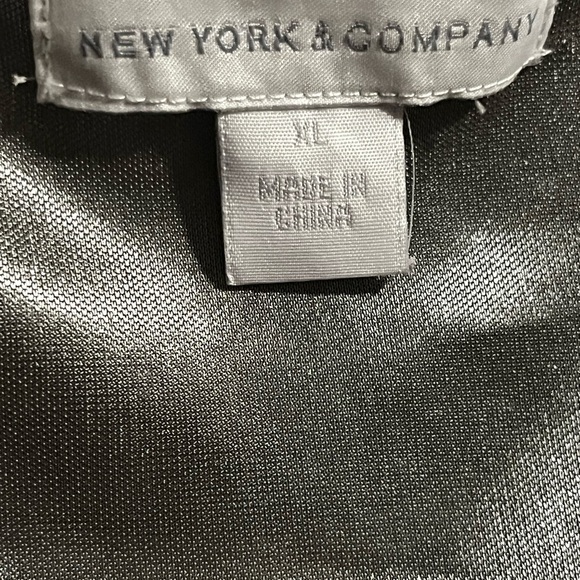 NEW YORK & COMPANY
XL
MADE IN
CHINA